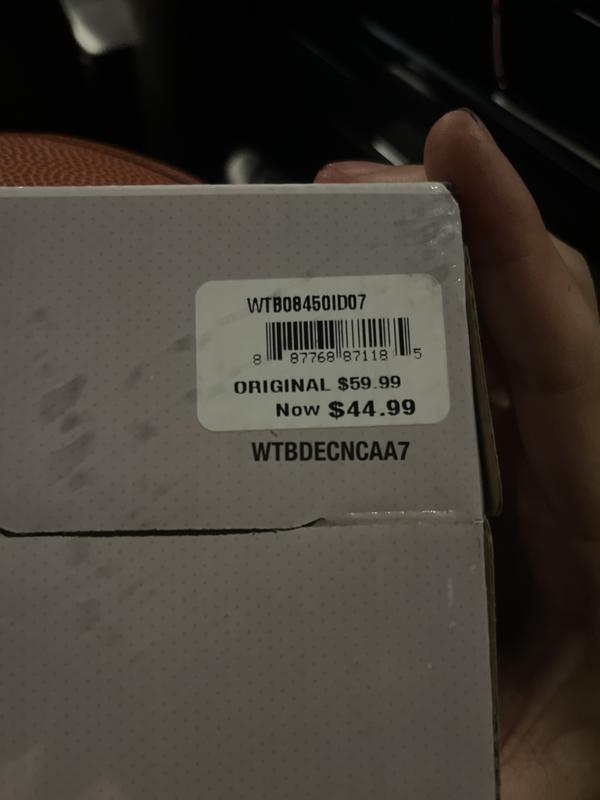 WTB08450ID07
8 87768 87118 5
ORIGINAL $59.99
Now $44.99
WTBDECNCAA7